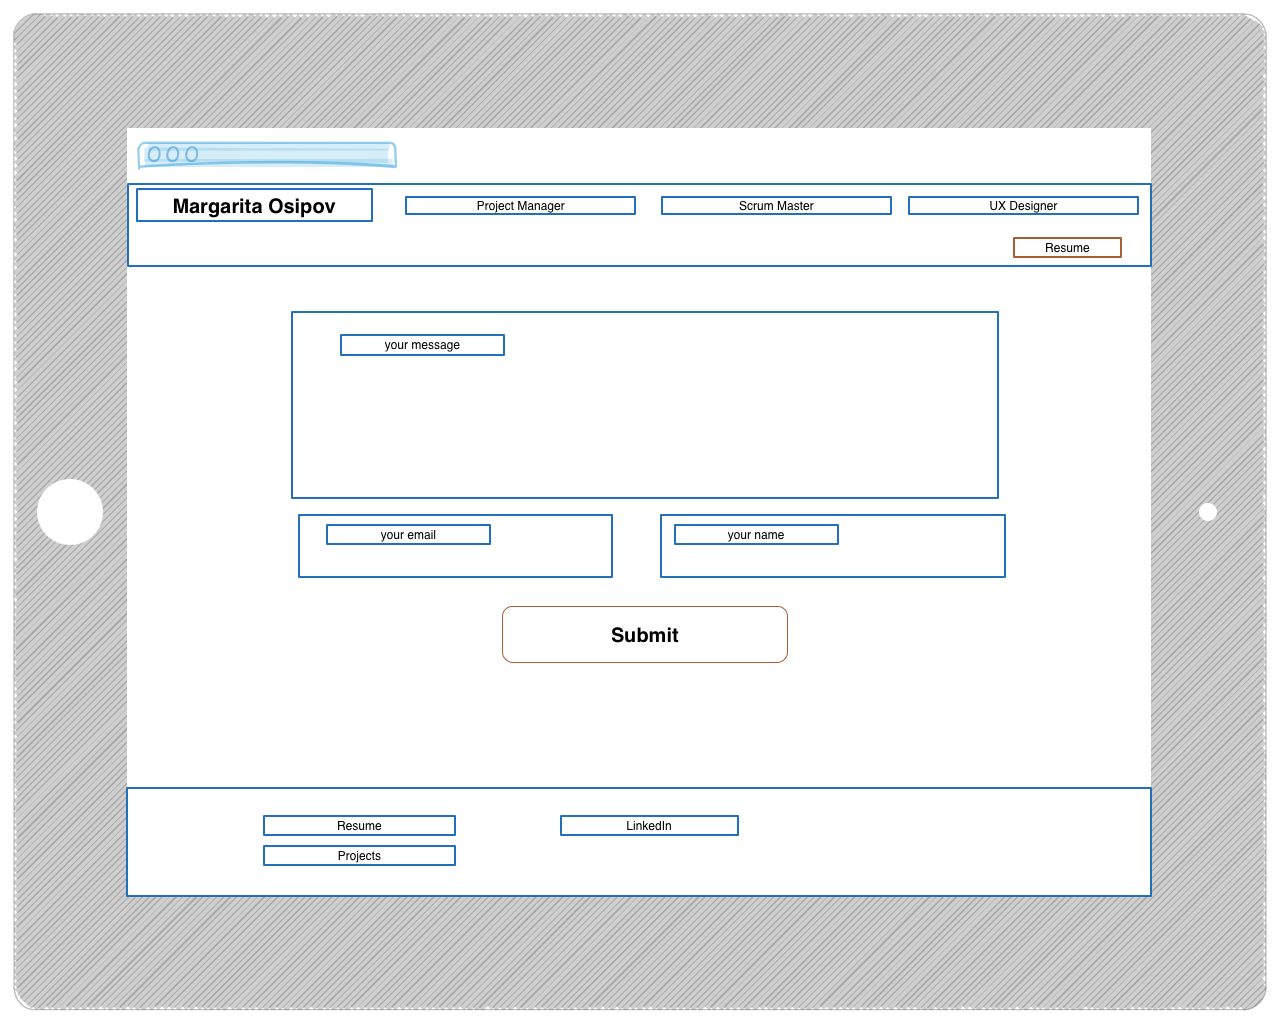 Margarita Osipov
Project Manager
Scrum Master
UX Designer
Resume
your message
your email
your name
Submit
Resume
LinkedIn
Projects